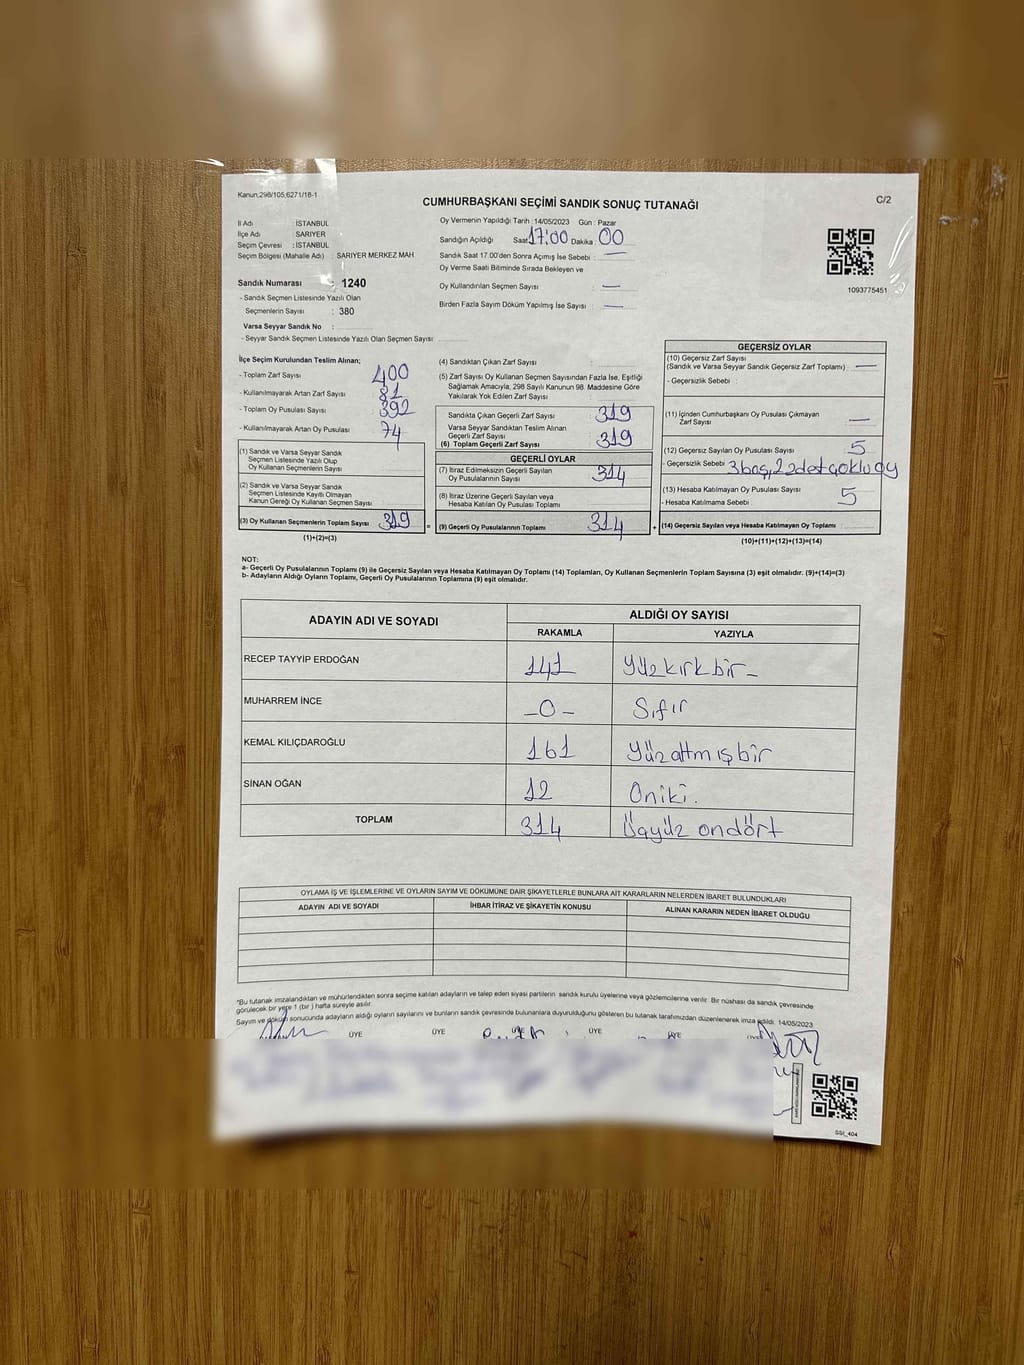 Kanun,298/105,6271/18-1
CUMHURBAŞKANI SEÇİMİ SANDIK SONUÇ TUTANAĞI
C/2
İl Adı İSTANBUL
İlçe Adı SARIYER
Seçim Çevresi : İSTANBUL
Seçim Bölgesi (Mahalle Adı) : SARIYER MERKEZ MAH
Sandık Numarası : 1240
- Sandık Seçmen Listesinde Yazılı Olan
Seçmenlerin Sayısı : 380
Varsa Seyyar Sandık No :
- Seyyar Sandık Seçmen Listesinde Yazılı Olan Seçmen Sayısı :
Oy Vermenin Yapıldığı Tarih : 14/05/2023 Gün : Pazar
Sandığın Açıldığı Saat 17:00 Dakika 00
Sandık Saat 17.00'den Sonra Açımış İse Sebebi : —
Oy Verme Saati Bitiminde Sırada Bekleyen ve
Oy Kullandırılan Seçmen Sayısı : —
Birden Fazla Sayım Döküm Yapılmış İse Sayısı : —
1093775451
İlçe Seçim Kurulundan Teslim Alınan;
- Toplam Zarf Sayısı 400
- Kullanılmayarak Artan Zarf Sayısı 81
- Toplam Oy Pusulası Sayısı 392
- Kullanılmayarak Artan Oy Pusulası 74
(1) Sandık ve Varsa Seyyar Sandık
Seçmen Listesinde Yazılı Olup
Oy Kullanan Seçmenlerin Sayısı
(2) Sandık ve Varsa Seyyar Sandık
Seçmen Listesinde Kayıtlı Olmayan
Kanun Gereği Oy Kullanan Seçmen Sayısı
(3) Oy Kullanan Seçmenlerin Toplam Sayısı 319
(1)+(2)=(3)
(4) Sandıktan Çıkan Zarf Sayısı :
(5) Zarf Sayısı Oy Kullanan Seçmen Sayısından Fazla İse, Eşitliği
Sağlamak Amacıyla, 298 Sayılı Kanunun 98. Maddesine Göre
Yakılarak Yok Edilen Zarf Sayısı :
Sandıkta Çıkan Geçerli Zarf Sayısı 319
Varsa Seyyar Sandıktan Teslim Alınan
Geçerli Zarf Sayısı 319
(6) Toplam Geçerli Zarf Sayısı
GEÇERLİ OYLAR
(7) İtiraz Edilmeksizin Geçerli Sayılan
Oy Pusulasının Sayısı 314
(8) İtiraz Üzerine Geçerli Sayılan veya
Hesaba Katılan Oy Pusulası Toplamı
= (9) Geçerli Oy Pusulalarının Toplamı 314 +
GEÇERSİZ OYLAR
(10) Geçersiz Zarf Sayısı
(Sandık ve Varsa Seyyar Sandık Geçersiz Zarf Toplamı) : —
- Geçersizlik Sebebi :
(11) İçinden Cumhurbaşkanı Oy Pusulası Çıkmayan
Zarf Sayısı —
(12) Geçersiz Sayılan Oy Pusulası Sayısı 5
- Geçersizlik Sebebi 3 boş, 2 adet çoklu oy
(13) Hesaba Katılmayan Oy Pusulası Sayısı 5
- Hesaba Katılmama Sebebi :
(14) Geçersiz Sayılan veya Hesaba Katılmayan Oy Toplamı
(10)+(11)+(12)+(13)=(14)
NOT:
a- Geçerli Oy Pusulalarının Toplamı (9) ile Geçersiz Sayılan veya Hesaba Katılmayan Oy Toplamı (14) Toplamları, Oy Kullanan Seçmenlerin Toplam Sayısına (3) eşit olmalıdır. (9)+(14)=(3)
b- Adayların Aldığı Oyların Toplamı, Geçerli Oy Pusulalarının Toplamına (9) eşit olmalıdır.
ADAYIN ADI VE SOYADI ALDIĞI OY SAYISI
RAKAMLA YAZIYLA
RECEP TAYYİP ERDOĞAN 141 Yüzkırkbir -
MUHARREM İNCE -0- Sıfır
KEMAL KILIÇDAROĞLU 161 yüzaltmışbir
SİNAN OĞAN 12 Oniki.
TOPLAM 314 Üçyüz ondört
OYLAMA İŞ VE İŞLEMLERİNE VE OYLARIN SAYIM VE DÖKÜMÜNE DAİR ŞİKAYETLERLE BUNLARA AİT KARARLARIN NELERDEN İBARET BULUNDUKLARI
ADAYIN ADI VE SOYADI İHBAR İTİRAZ VE ŞİKAYETİN KONUSU ALINAN KARARIN NEDEN İBARET OLDUĞU
*Bu tutanak imzalandıktan ve mühürlendikten sonra seçime katılan adayların ve talep eden siyasi partilerin sandık kurulu üyelerine veya gözlemcilerine verilir. Bir nüshası da sandık çevresinde
görülecek bir yere 1 (bir) hafta süreyle asılır.
Sayım ve döküm sonucunda adayların aldığı oyların sayılarını ve bunların sandık çevresinde bulunanlara duyurulduğunu gösteren bu tutanak tarafımızdan düzenlenerek imza edildi. 14/05/2023
ÜYE ÜYE ÜYE ÜYE ÜYE
SSI_404